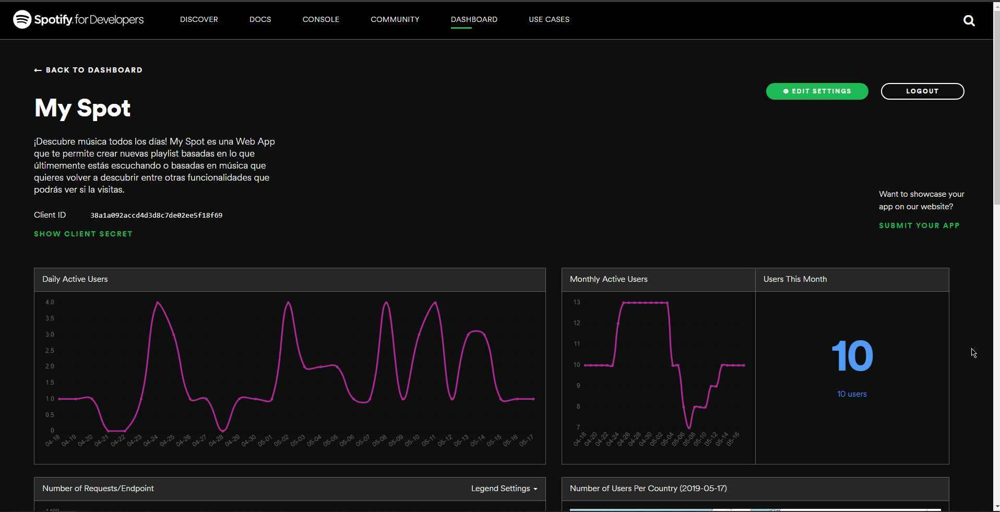 Spotify for Developers
DISCOVER
DOCS
CONSOLE
COMMUNITY
DASHBOARD
USE CASES
← BACK TO DASHBOARD
EDIT SETTINGS
LOGOUT
My Spot
¡Descubre música todos los días! My Spot es una Web App
que te permite crear nuevas playlist basadas en lo que
últimemente estás escuchando o basadas en música que
quieres volver a descubrir entre otras funcionalidades que
podrás ver si la visitas.
Want to showcase your
app on our website?
SUBMIT YOUR APP
Client ID 38a1a092accd4d3d8c7de02ee5f18f69
SHOW CLIENT SECRET
Daily Active Users
4.0
3.5
3.0
2.5
2.0
1.5
1.0
0.5
0
04-18 04-19 04-20 04-21 04-22 04-23 04-24 04-25 04-26 04-27 04-28 04-29 04-30 05-01 05-02 05-03 05-04 05-05 05-06 05-07 05-08 05-09 05-10 05-11 05-12 05-13 05-14 05-15 05-16 05-17
Monthly Active Users
13
12
11
10
9
8
7
04-18 04-20 04-22 04-24 04-26 04-28 04-30 05-02 05-04 05-06 05-08 05-10 05-12 05-14 05-16
Users This Month
10
10 users
Number of Requests/Endpoint
Legend Settings
Number of Users Per Country (2019-05-17)